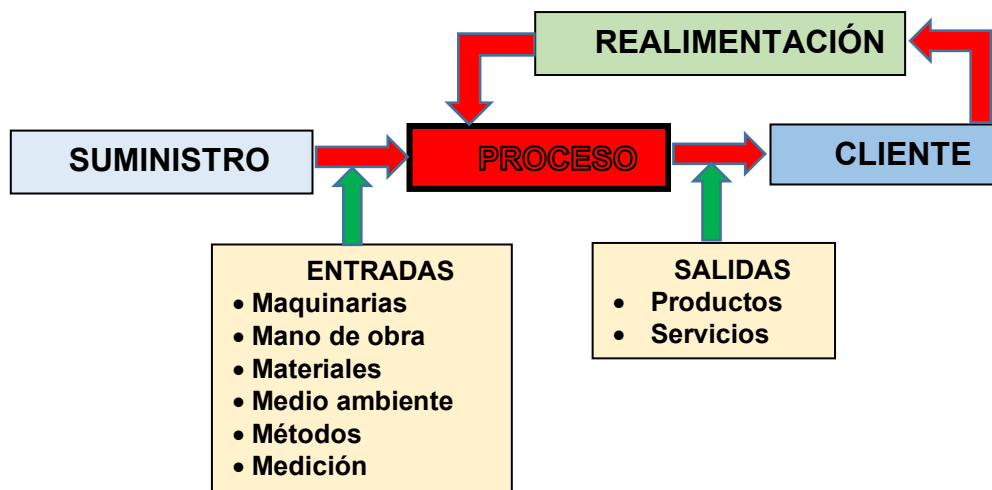 REALIMENTACIÓN
SUMINISTRO
PROCESO
CLIENTE
ENTRADAS
• Maquinarias
• Mano de obra
• Materiales
• Medio ambiente
• Métodos
• Medición
SALIDAS
• Productos
• Servicios